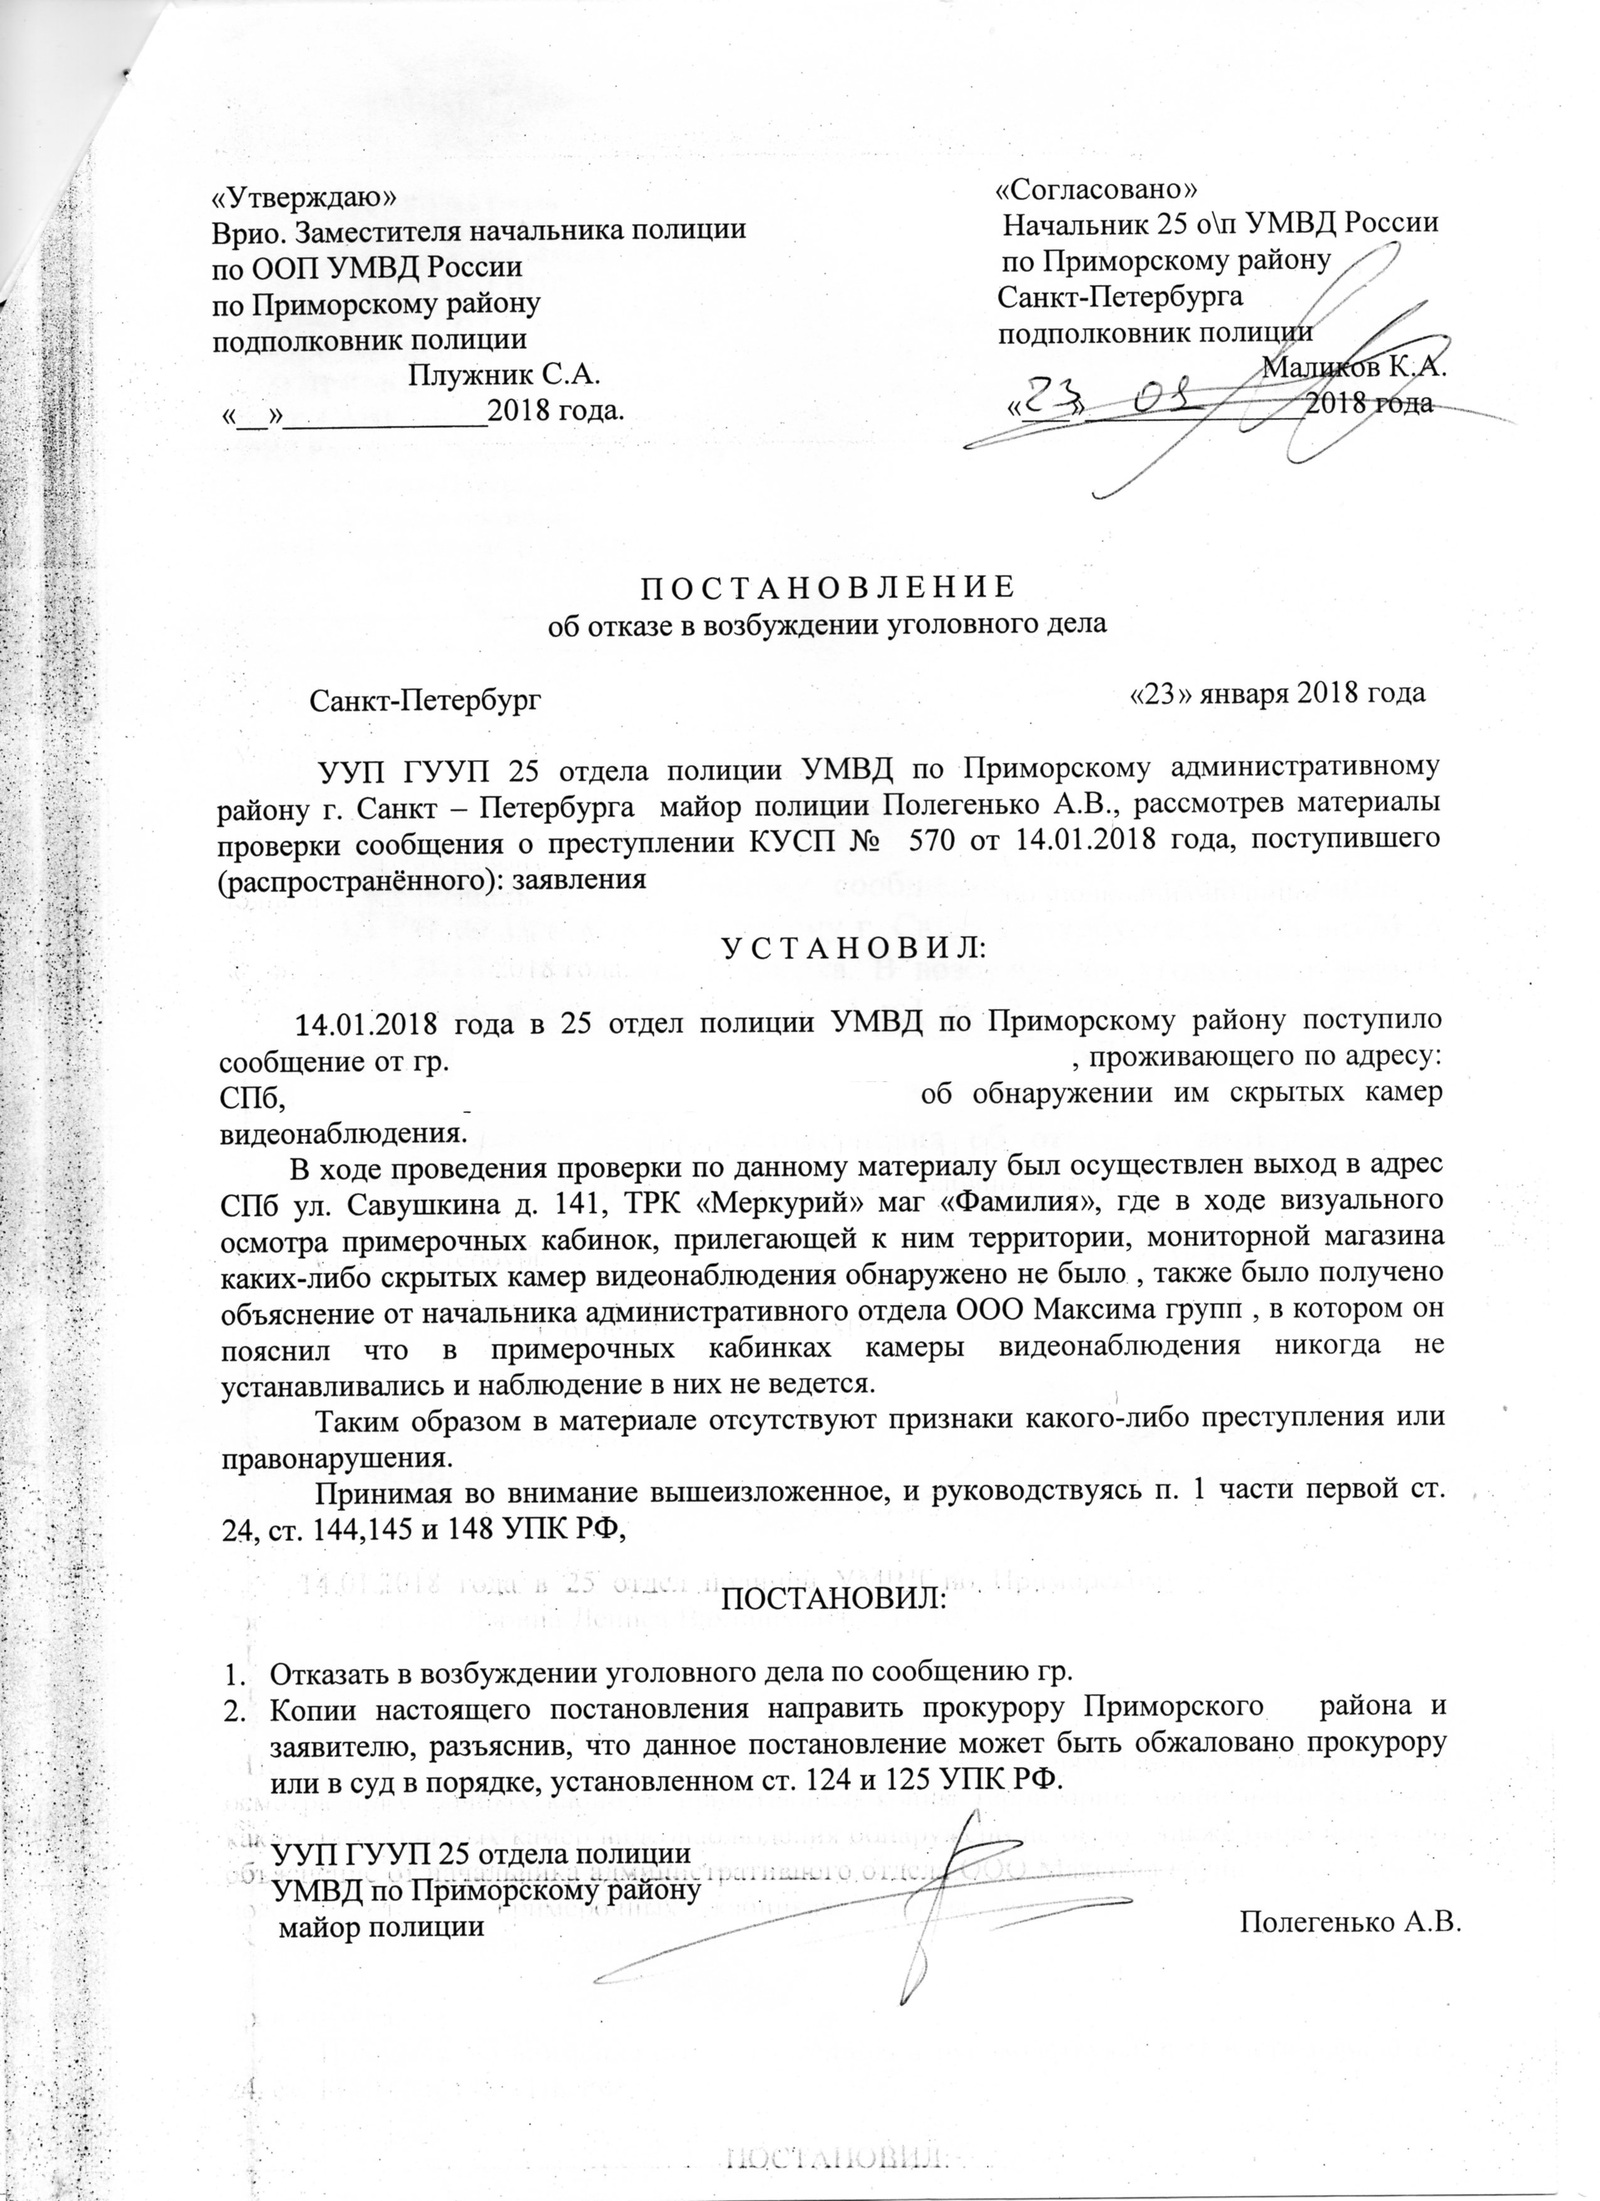 «Утверждаю»
Врио. Заместителя начальника полиции
по ООП УМВД России
по Приморскому району
подполковник полиции
Плужник С.А.
«__»_____________2018 года.
«Согласовано»
Начальник 25 о\п УМВД России
по Приморскому району
Санкт-Петербурга
подполковник полиции
Маликов К.А.
«23» 01 2018 года
П О С Т А Н О В Л Е Н И Е
об отказе в возбуждении уголовного дела
Санкт-Петербург «23» января 2018 года
УУП ГУУП 25 отдела полиции УМВД по Приморскому административному
району г. Санкт – Петербурга майор полиции Полегенько А.В., рассмотрев материалы
проверки сообщения о преступлении КУСП № 570 от 14.01.2018 года, поступившего
(распространённого): заявления
У С Т А Н О В И Л:
14.01.2018 года в 25 отдел полиции УМВД по Приморскому району поступило
сообщение от гр. , проживающего по адресу:
СПб, об обнаружении им скрытых камер
видеонаблюдения.
В ходе проведения проверки по данному материалу был осуществлен выход в адрес
СПб ул. Савушкина д. 141, ТРК «Меркурий» маг «Фамилия», где в ходе визуального
осмотра примерочных кабинок, прилегающей к ним территории, мониторной магазина
каких-либо скрытых камер видеонаблюдения обнаружено не было , также было получено
объяснение от начальника административного отдела ООО Максима групп , в котором он
пояснил что в примерочных кабинках камеры видеонаблюдения никогда не
устанавливались и наблюдение в них не ведется.
Таким образом в материале отсутствуют признаки какого-либо преступления или
правонарушения.
Принимая во внимание вышеизложенное, и руководствуясь п. 1 части первой ст.
24, ст. 144,145 и 148 УПК РФ,
ПОСТАНОВИЛ:
1. Отказать в возбуждении уголовного дела по сообщению гр.
2. Копии настоящего постановления направить прокурору Приморского района и
заявителю, разъяснив, что данное постановление может быть обжаловано прокурору
или в суд в порядке, установленном ст. 124 и 125 УПК РФ.
УУП ГУУП 25 отдела полиции
УМВД по Приморскому району
майор полиции Полегенько А.В.
ПОСТАНОВИЛ: